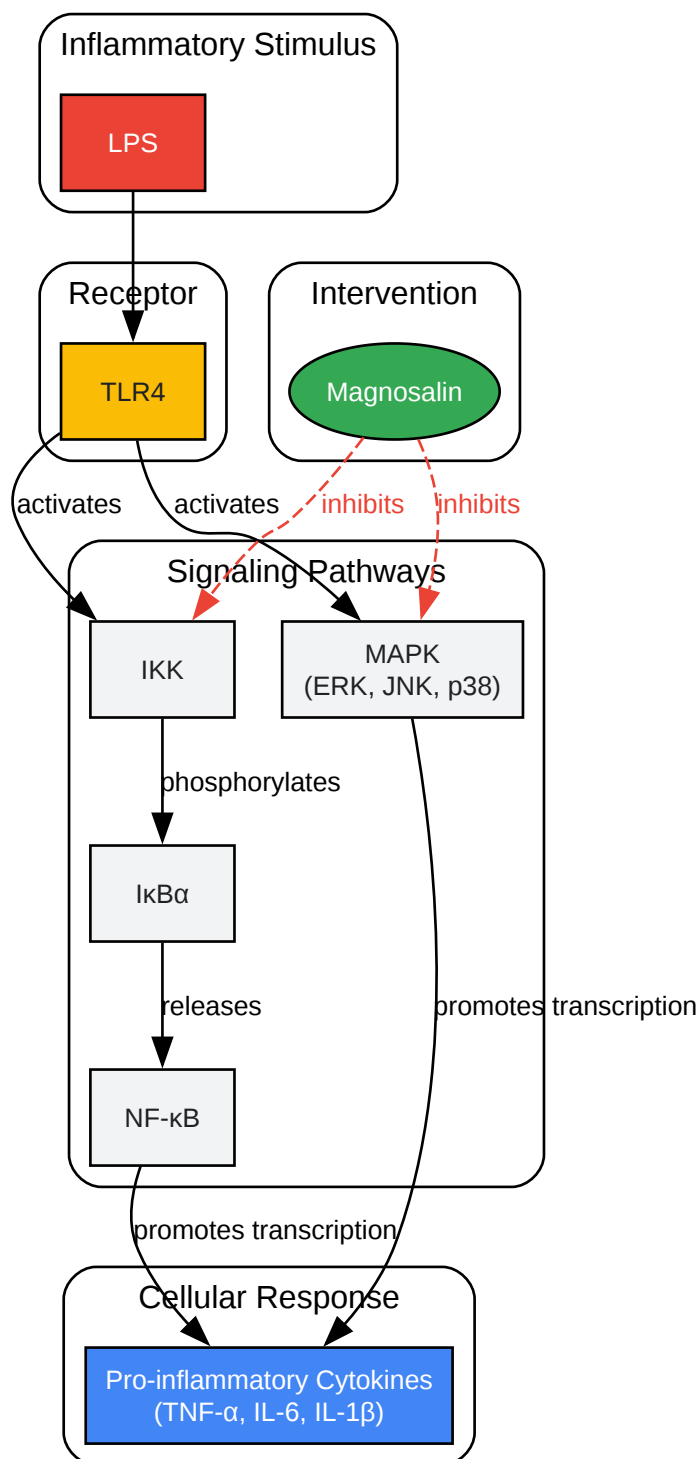 Inflammatory Stimulus
LPS
Receptor
Intervention
TLR4
Magnosalin
activates
activates
inhibits
inhibits
Signaling Pathways
IKK
MAPK
(ERK, JNK, p38)
phosphorylates
IκBα
releases
promotes transcription
NF-κB
promotes transcription
Cellular Response
Pro-inflammatory Cytokines
(TNF-α, IL-6, IL-1β)